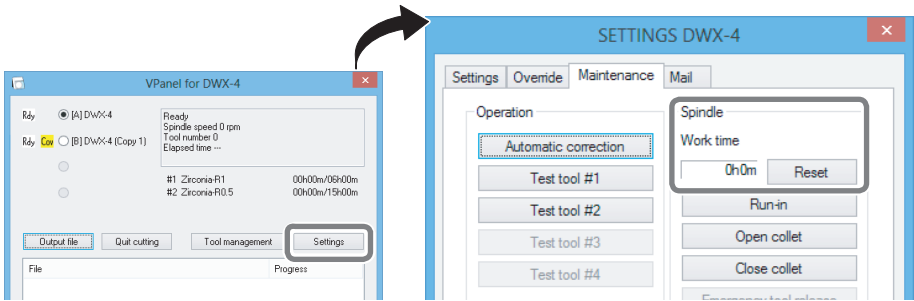 VPanel for DWX-4
Rdy [A] DWX-4
Rdy Cov [B] DWX-4 (Copy 1)
Ready
Spindle speed 0 rpm
Tool number 0
Elapsed time ---
#1 Zirconia-R1 00h00m/06h00m
#2 Zirconia-R0.5 00h00m/15h00m
Output file Quit cutting Tool management Settings
File Progress
SETTINGS DWX-4
Settings Override Maintenance Mail
Operation
Automatic correction
Test tool #1
Test tool #2
Test tool #3
Test tool #4
Spindle
Work time
0h0m Reset
Run-in
Open collet
Close collet
Emergency tool release